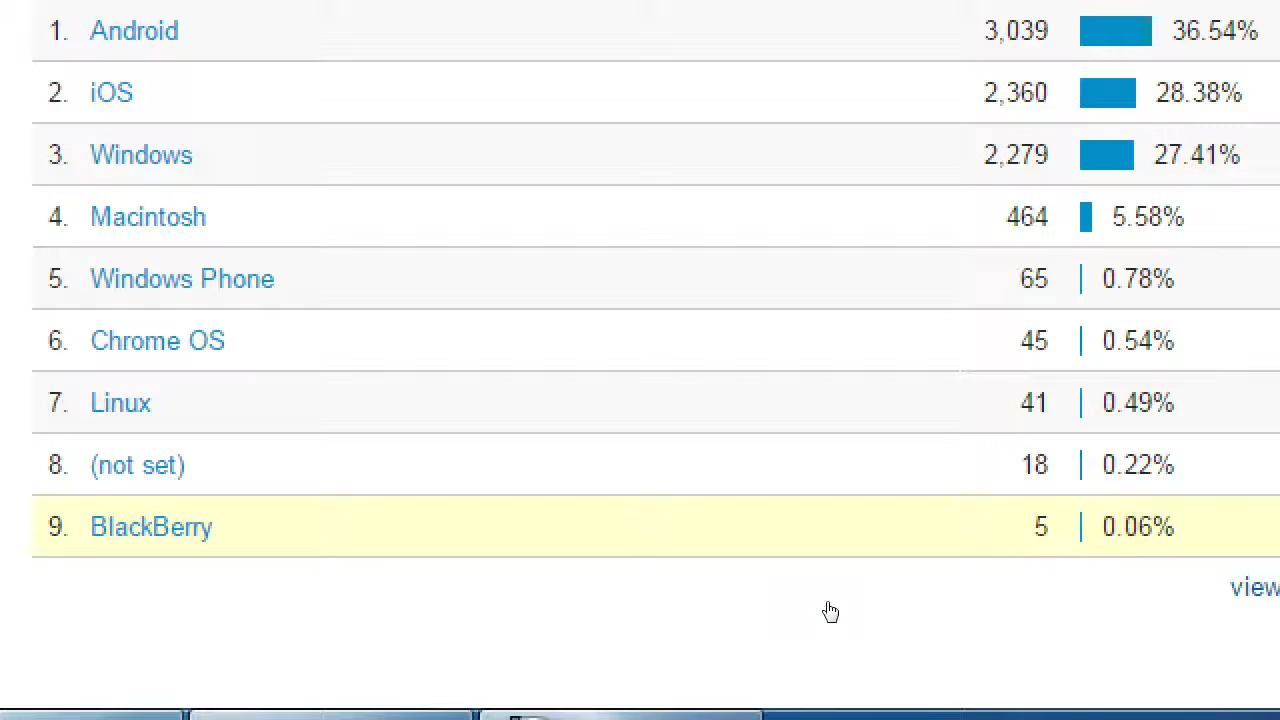 1. Android 3,039 36.54%
2. iOS 2,360 28.38%
3. Windows 2,279 27.41%
4. Macintosh 464 5.58%
5. Windows Phone 65 0.78%
6. Chrome OS 45 0.54%
7. Linux 41 0.49%
8. (not set) 18 0.22%
9. BlackBerry 5 0.06%
view